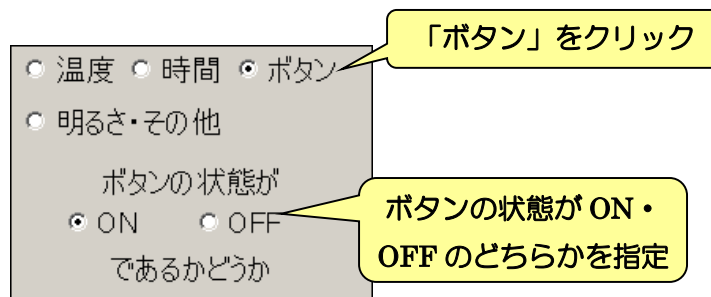 「ボタン」をクリック
温度 時間 ボタン
明るさ・その他
ボタンの状態が
ON OFF
であるかどうか
ボタンの状態が ON・
OFF のどちらかを指定